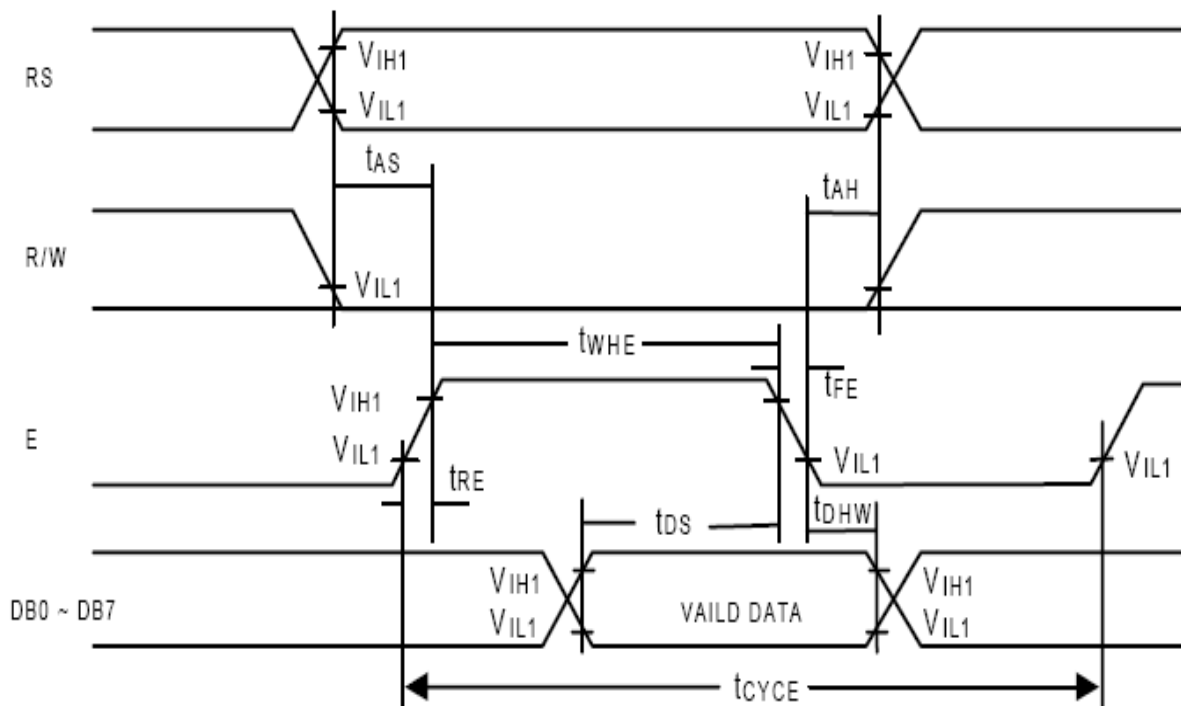 RS
VIH1
VIL1
VIH1
VIL1
tAS
tAH
R/W
VIL1
tWHE
tFE
E
VIH1
VIL1
VIL1
VIL1
tRE
tDS
tDHW
DB0 ~ DB7
VIH1
VIL1
VAILD DATA
VIH1
VIL1
tCYCE